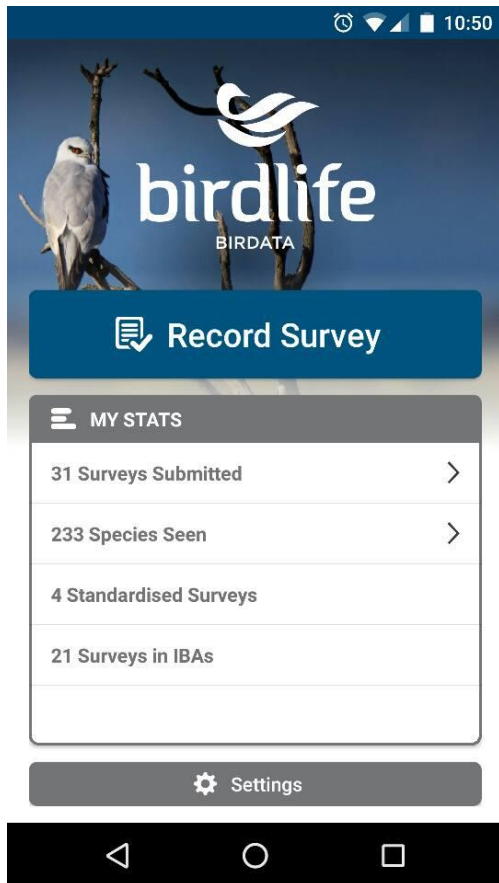 10:50
birdlife
BIRDATA
Record Survey
MY STATS
31 Surveys Submitted
233 Species Seen
4 Standardised Surveys
21 Surveys in IBAs
Settings